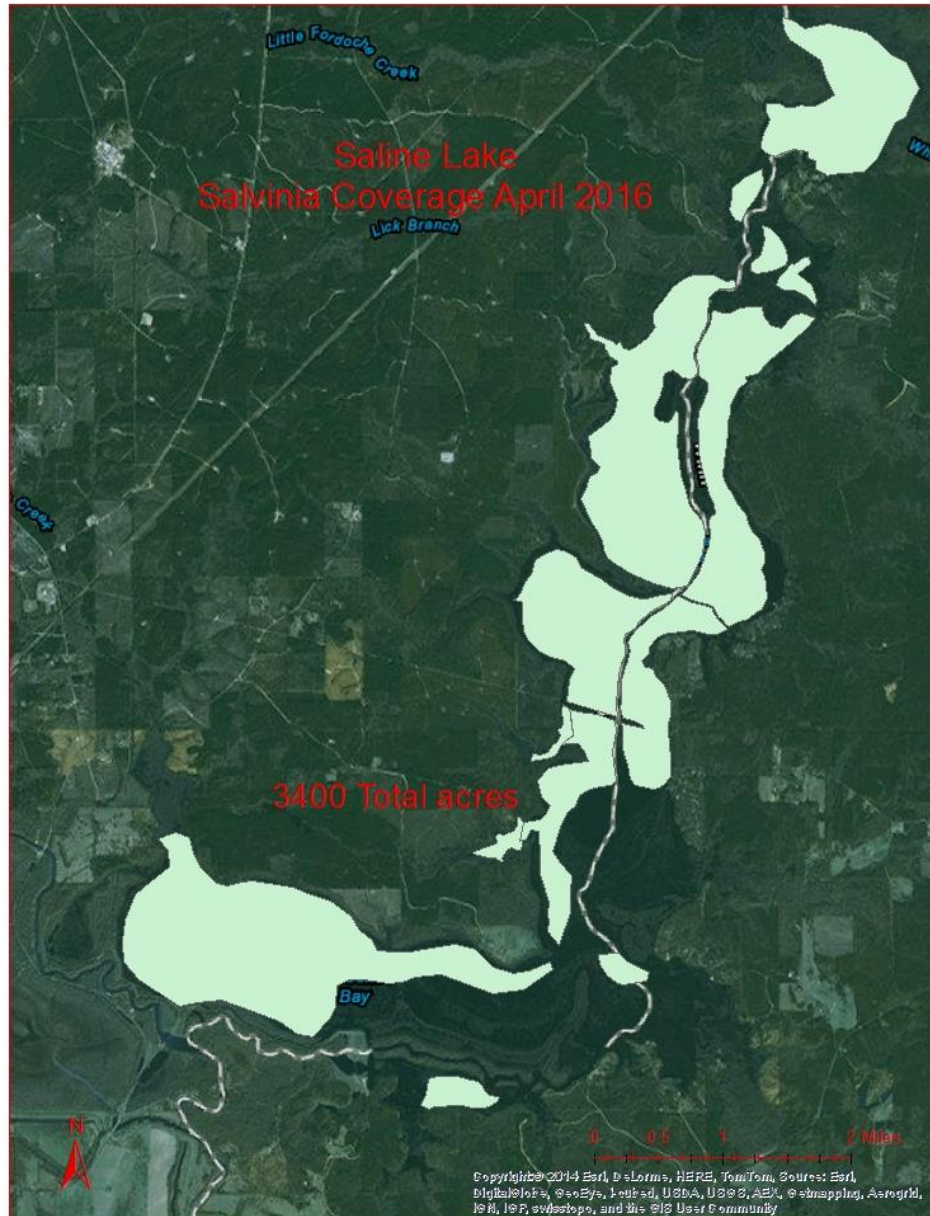 Little Fordoche
Creek
Saline Lake
Salvinia Coverage April 2016
Lick Branch
Creek
3400 Total acres
Bay
N
0 0.5 1 2 Miles
Copyright:© 2014 Esri, DeLorme, HERE, TomTom, Source: Esri,
DigitalGlobe, GeoEye, i-cubed, USDA, USGS, AEX, Getmapping, Aerogrid,
IGN, IGP, swisstopo, and the GIS User Community